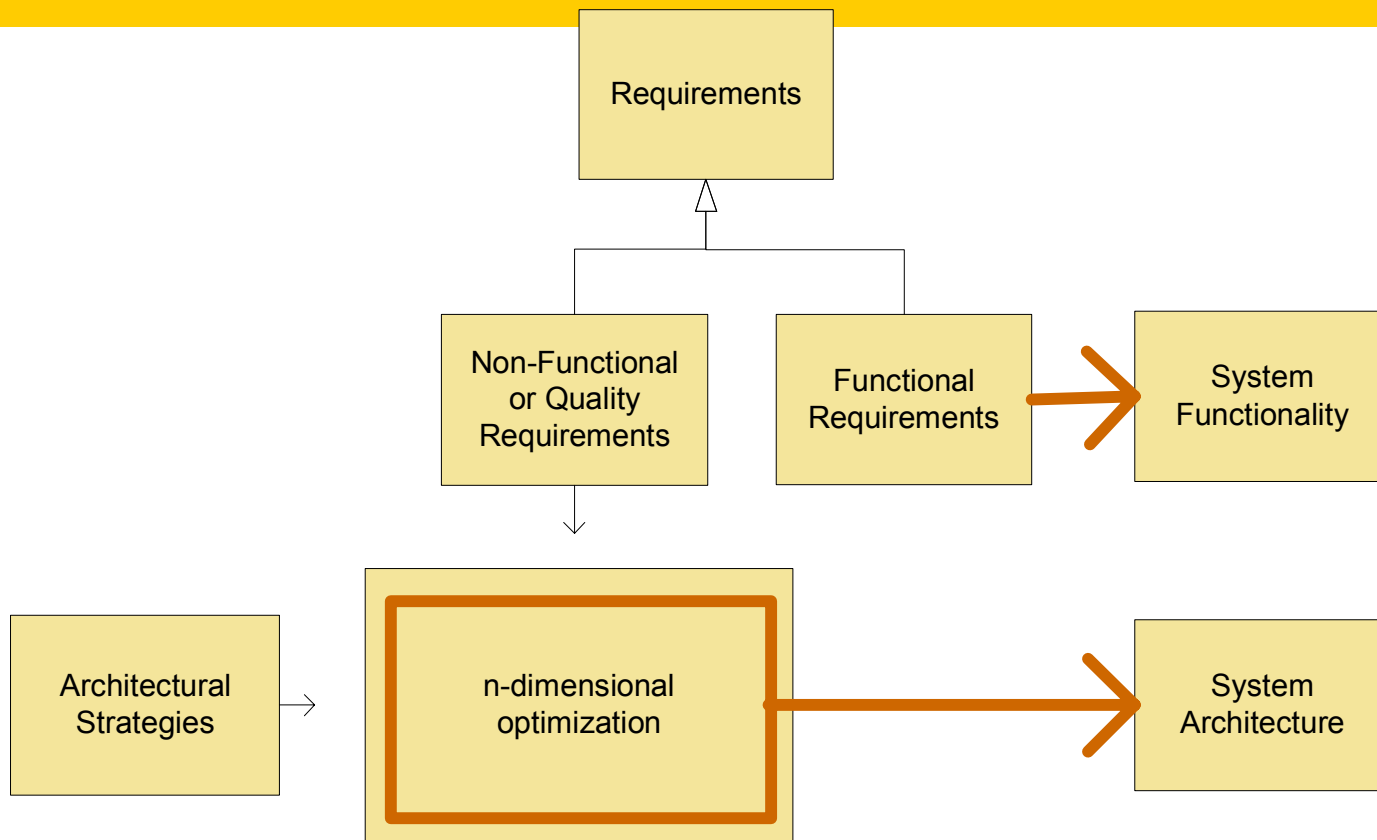 Requirements
Non-Functional
or Quality
Requirements
Functional
Requirements
System
Functionality
Architectural
Strategies
n-dimensional
optimization
System
Architecture